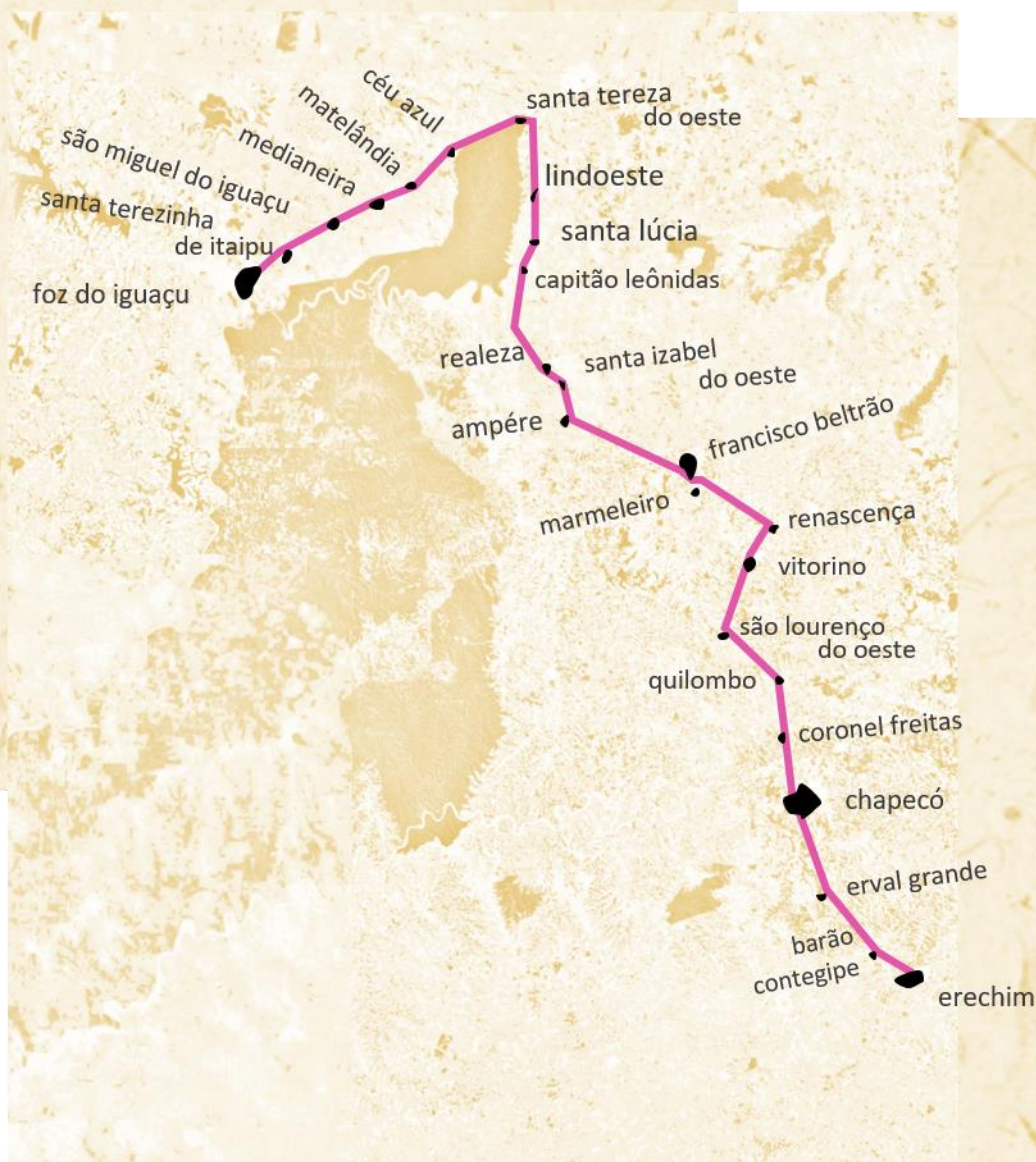 céu azul
matelândia
medianeira
são miguel do iguaçu
santa terezinha
de itaipu
foz do iguaçu
santa tereza
do oeste
lindoeste
santa lúcia
capitão leônidas
realeza
santa izabel
do oeste
ampére
francisco beltrão
marmeleiro
renascença
vitorino
são lourenço
do oeste
quilombo
coronel freitas
chapecó
erval grande
barão
contegipe
erechim